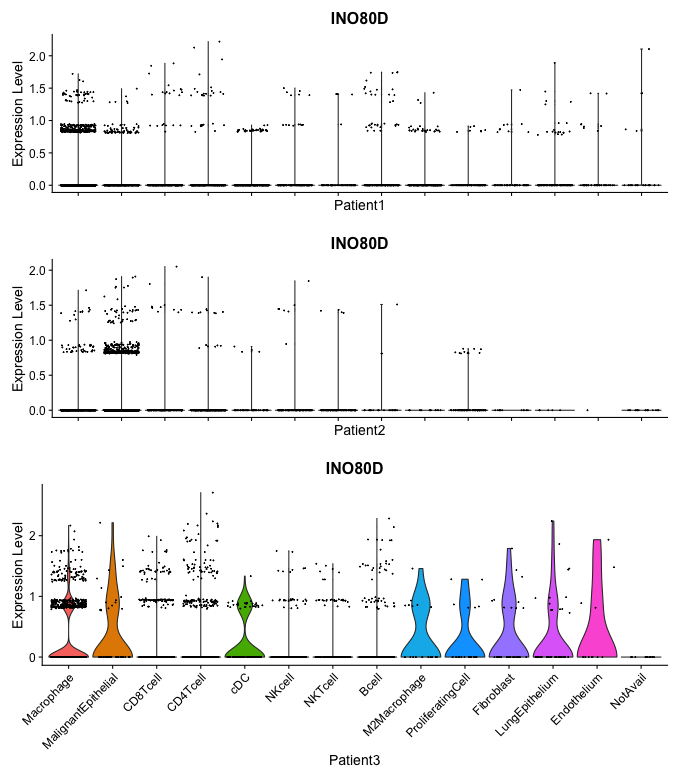 INO80D
Expression Level
2.0
1.5
1.0
0.5
0.0
Patient1
INO80D
Expression Level
2.0
1.5
1.0
0.5
0.0
Patient2
INO80D
Expression Level
2
1
0
Macrophage
MalignantEpithelial
CD8Tcell
CD4Tcell
cDC
NKcell
NKTcell
Bcell
M2Macrophage
ProliferatingCell
Fibroblast
LungEpithelium
Endothelium
NotAvail
Patient3